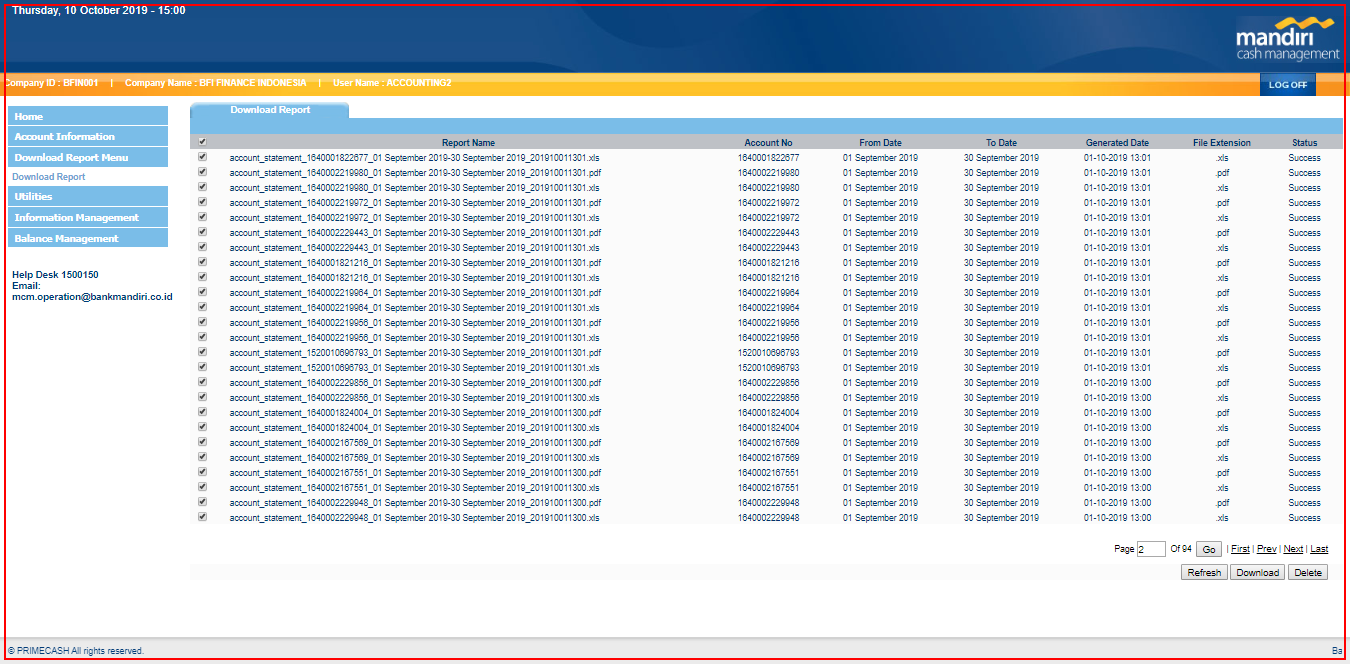 Thursday, 10 October 2019 - 15:00
mandiri
cash management
Company ID : BFIN001 | Company Name : BFI FINANCE INDONESIA | User Name : ACCOUNTING2
LOG OFF
Home
Account Information
Download Report Menu
Download Report
Utilities
Information Management
Balance Management
Help Desk 1500150
Email:
mcm.operation@bankmandiri.co.id
Download Report
Report Name Account No From Date To Date Generated Date File Extension Status
account_statement_1640001822677_01 September 2019-30 September 2019_201910011301.xls 1640001822677 01 September 2019 30 September 2019 01-10-2019 13:01 .xls Success
account_statement_1640002219980_01 September 2019-30 September 2019_201910011301.pdf 1640002219980 01 September 2019 30 September 2019 01-10-2019 13:01 .pdf Success
account_statement_1640002219980_01 September 2019-30 September 2019_201910011301.xls 1640002219980 01 September 2019 30 September 2019 01-10-2019 13:01 .xls Success
account_statement_1640002219972_01 September 2019-30 September 2019_201910011301.pdf 1640002219972 01 September 2019 30 September 2019 01-10-2019 13:01 .pdf Success
account_statement_1640002219972_01 September 2019-30 September 2019_201910011301.xls 1640002219972 01 September 2019 30 September 2019 01-10-2019 13:01 .xls Success
account_statement_1640002229443_01 September 2019-30 September 2019_201910011301.pdf 1640002229443 01 September 2019 30 September 2019 01-10-2019 13:01 .pdf Success
account_statement_1640002229443_01 September 2019-30 September 2019_201910011301.xls 1640002229443 01 September 2019 30 September 2019 01-10-2019 13:01 .xls Success
account_statement_1640001821216_01 September 2019-30 September 2019_201910011301.pdf 1640001821216 01 September 2019 30 September 2019 01-10-2019 13:01 .pdf Success
account_statement_1640001821216_01 September 2019-30 September 2019_201910011301.xls 1640001821216 01 September 2019 30 September 2019 01-10-2019 13:01 .xls Success
account_statement_1640002219964_01 September 2019-30 September 2019_201910011301.pdf 1640002219964 01 September 2019 30 September 2019 01-10-2019 13:01 .pdf Success
account_statement_1640002219964_01 September 2019-30 September 2019_201910011301.xls 1640002219964 01 September 2019 30 September 2019 01-10-2019 13:01 .xls Success
account_statement_1640002219956_01 September 2019-30 September 2019_201910011301.pdf 1640002219956 01 September 2019 30 September 2019 01-10-2019 13:01 .pdf Success
account_statement_1640002219956_01 September 2019-30 September 2019_201910011301.xls 1640002219956 01 September 2019 30 September 2019 01-10-2019 13:01 .xls Success
account_statement_1520010696793_01 September 2019-30 September 2019_201910011301.pdf 1520010696793 01 September 2019 30 September 2019 01-10-2019 13:01 .pdf Success
account_statement_1520010696793_01 September 2019-30 September 2019_201910011301.xls 1520010696793 01 September 2019 30 September 2019 01-10-2019 13:01 .xls Success
account_statement_1640002229856_01 September 2019-30 September 2019_201910011300.pdf 1640002229856 01 September 2019 30 September 2019 01-10-2019 13:00 .pdf Success
account_statement_1640002229856_01 September 2019-30 September 2019_201910011300.xls 1640002229856 01 September 2019 30 September 2019 01-10-2019 13:00 .xls Success
account_statement_1640001824004_01 September 2019-30 September 2019_201910011300.pdf 1640001824004 01 September 2019 30 September 2019 01-10-2019 13:00 .pdf Success
account_statement_1640001824004_01 September 2019-30 September 2019_201910011300.xls 1640001824004 01 September 2019 30 September 2019 01-10-2019 13:00 .xls Success
account_statement_1640002167569_01 September 2019-30 September 2019_201910011300.pdf 1640002167569 01 September 2019 30 September 2019 01-10-2019 13:00 .pdf Success
account_statement_1640002167569_01 September 2019-30 September 2019_201910011300.xls 1640002167569 01 September 2019 30 September 2019 01-10-2019 13:00 .xls Success
account_statement_1640002167551_01 September 2019-30 September 2019_201910011300.pdf 1640002167551 01 September 2019 30 September 2019 01-10-2019 13:00 .pdf Success
account_statement_1640002167551_01 September 2019-30 September 2019_201910011300.xls 1640002167551 01 September 2019 30 September 2019 01-10-2019 13:00 .xls Success
account_statement_1640002229948_01 September 2019-30 September 2019_201910011300.pdf 1640002229948 01 September 2019 30 September 2019 01-10-2019 13:00 .pdf Success
account_statement_1640002229948_01 September 2019-30 September 2019_201910011300.xls 1640002229948 01 September 2019 30 September 2019 01-10-2019 13:00 .xls Success
Page 2 Of 94 Go | First | Prev | Next | Last
Refresh Download Delete
© PRIMECASH All rights reserved. Ba